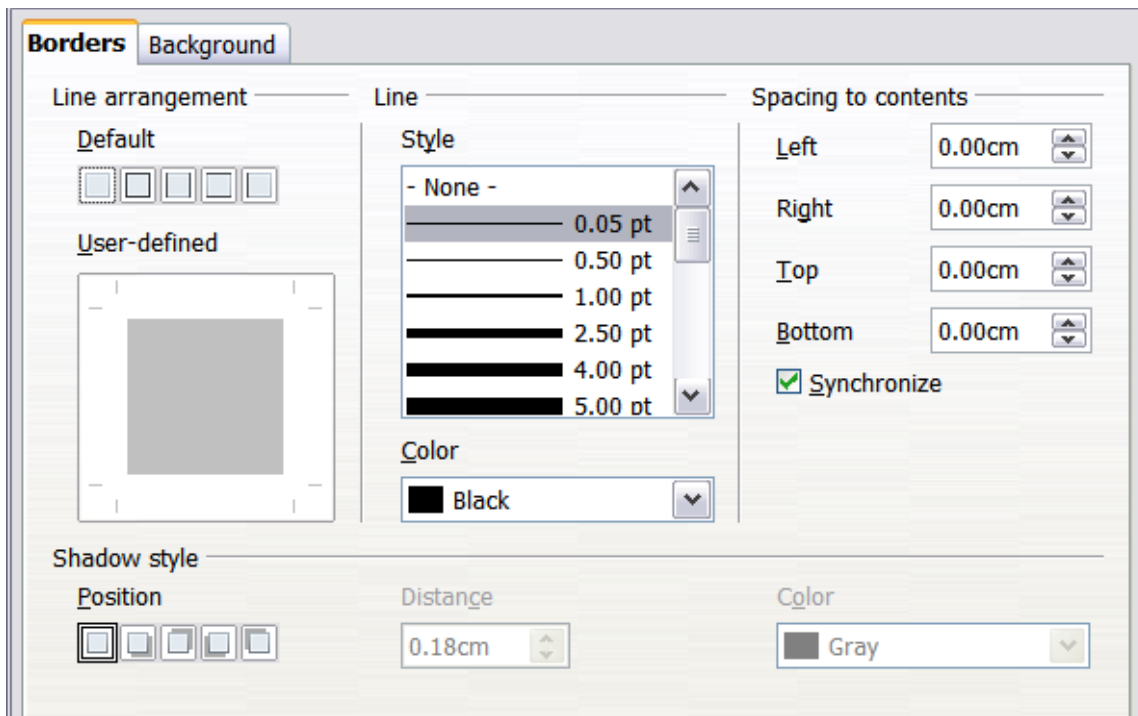 Borders Background
Line arrangement Line Spacing to contents
Default Style Left 0.00cm
- None -
0.05 pt Right 0.00cm
User-defined 0.50 pt
1.00 pt Top 0.00cm
2.50 pt Bottom 0.00cm
4.00 pt Synchronize
5.00 pt
Color
Black
Shadow style
Position Distance Color
0.18cm Gray